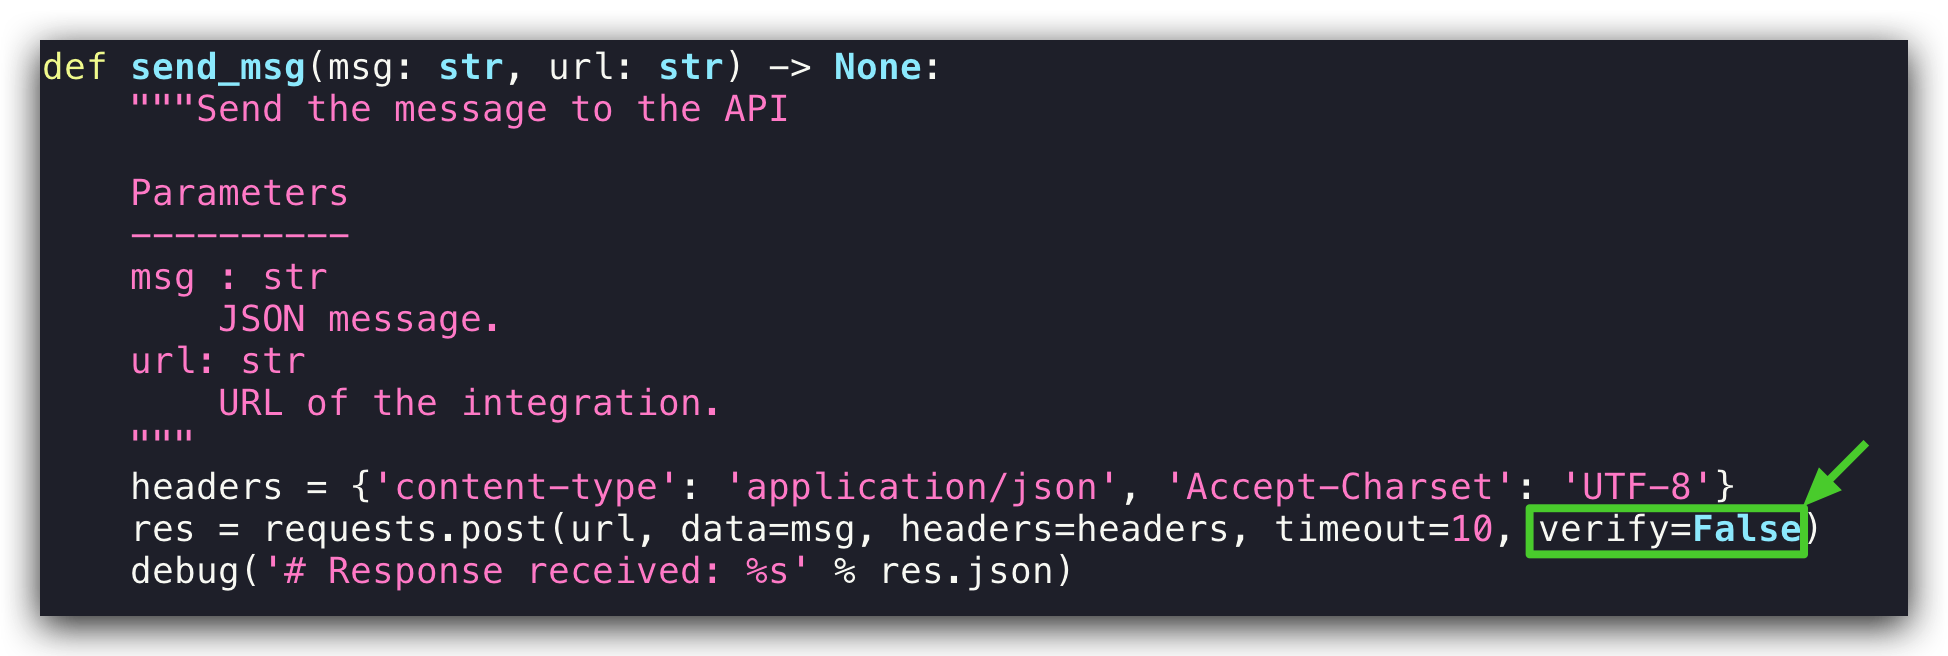 def send_msg(msg: str, url: str) -> None:
    """Send the message to the API

    Parameters
    ----------
    msg : str
        JSON message.
    url: str
        URL of the integration.
    """
    headers = {'content-type': 'application/json', 'Accept-Charset': 'UTF-8'}
    res = requests.post(url, data=msg, headers=headers, timeout=10, verify=False)
    debug('# Response received: %s' % res.json)